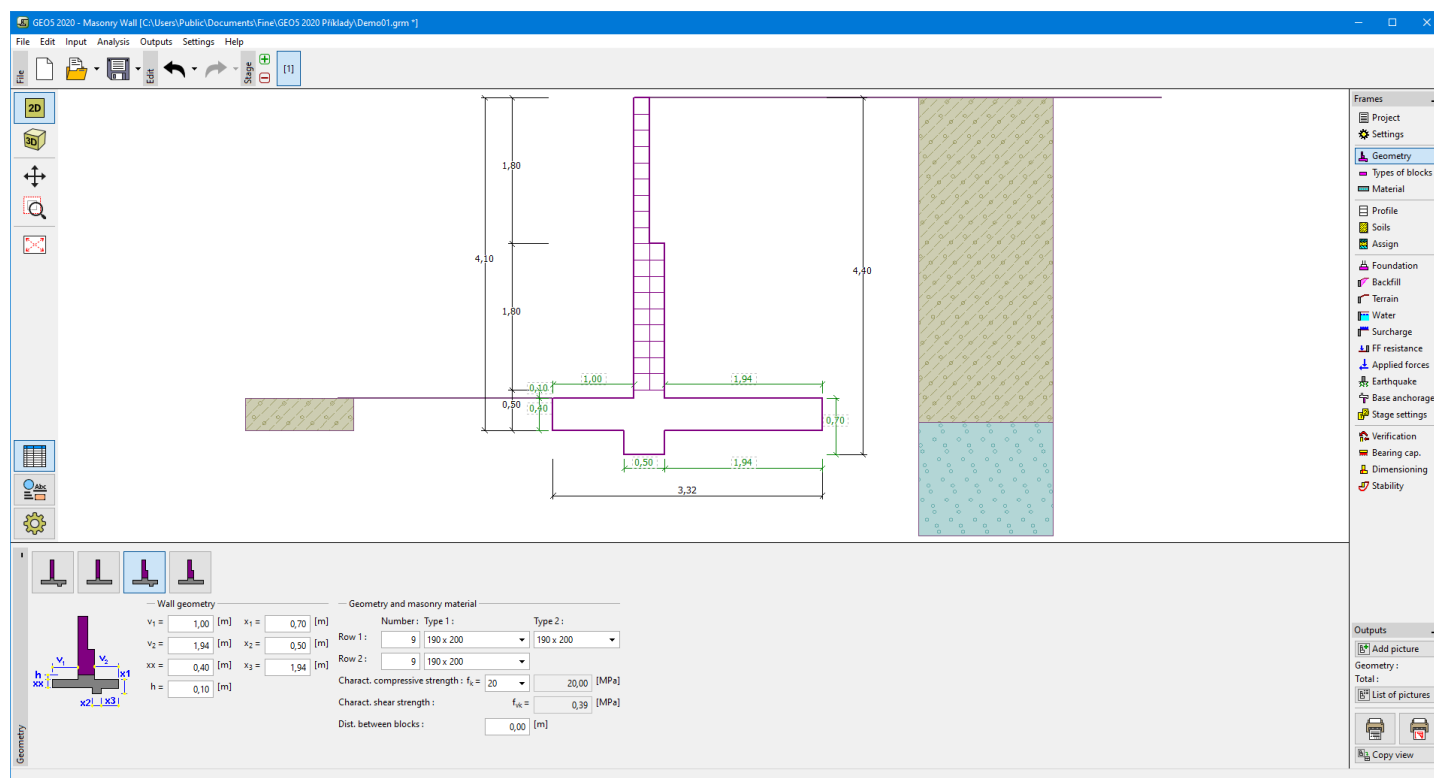 GEO5 2020 - Masonry Wall [C:\Users\Public\Documents\Fine\GEO5 2020 Příklady\Demo01.grm *]
File Edit Input Analysis Outputs Settings Help
File
Edit
Stage
[1]
2D
3D
Abc
4,10
1,80
1,80
0,50
0,10
0,40
1,00
1,94
0,70
4,40
0,50
1,94
3,32
Frames
Project
Settings
Geometry
Types of blocks
Material
Profile
Soils
Assign
Foundation
Backfill
Terrain
Water
Surcharge
FF resistance
Applied forces
Earthquake
Base anchorage
Stage settings
Verification
Bearing cap.
Dimensioning
Stability
Outputs
Add picture
Geometry :
Total :
List of pictures
Copy view
Geometry
v1
v2
h
xx
x1
x2
x3
Wall geometry
v1 = 1,00 [m] x1 = 0,70 [m]
v2 = 1,94 [m] x2 = 0,50 [m]
xx = 0,40 [m] x3 = 1,94 [m]
h = 0,10 [m]
Geometry and masonry material
Number : Type 1 : Type 2 :
Row 1 : 9 190 x 200 190 x 200
Row 2 : 9 190 x 200
Charact. compressive strength : fk = 20 20,00 [MPa]
Charact. shear strength : fvk = 0,39 [MPa]
Dist. between blocks : 0,00 [m]